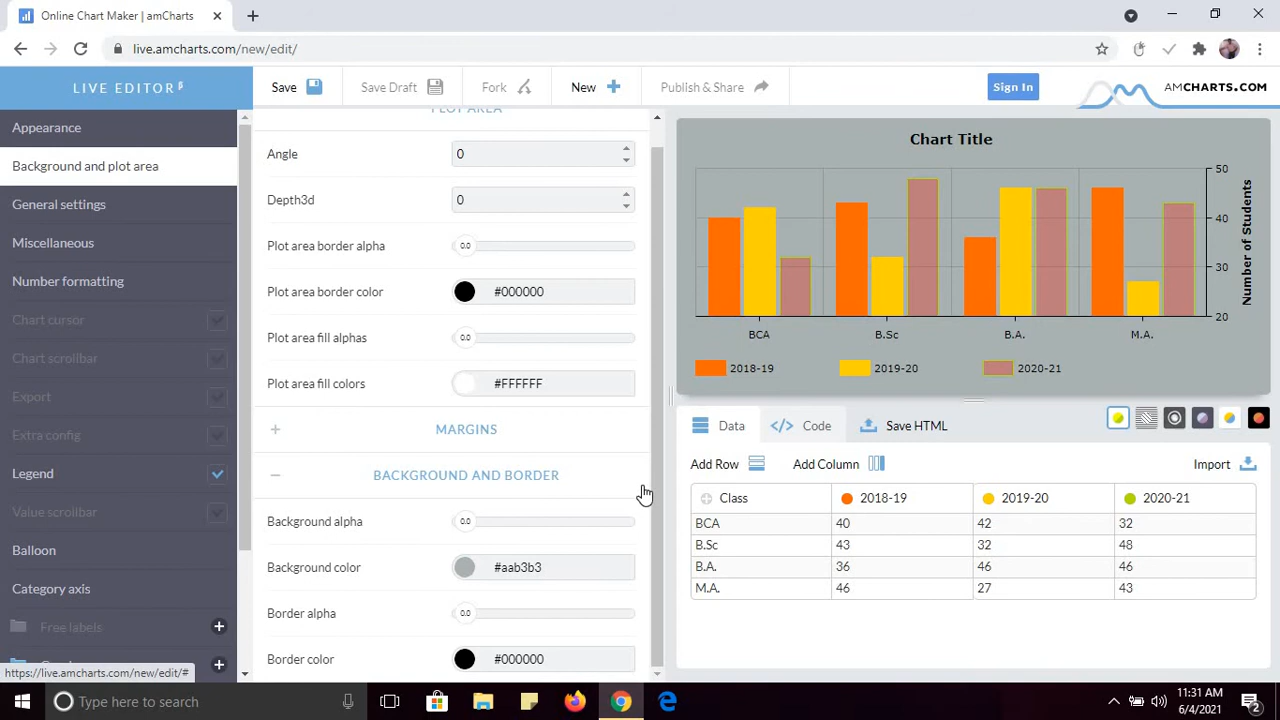 Online Chart Maker | amCharts
live.amcharts.com/new/edit/
LIVE EDITOR β
Save
Save Draft
Fork
New
Publish & Share
Sign In
AMCHARTS.COM
Appearance
Background and plot area
General settings
Miscellaneous
Number formatting
Chart cursor
Chart scrollbar
Export
Extra config
Legend
Value scrollbar
Balloon
Category axis
Free labels
https://live.amcharts.com/new/edit/#
PLOT AREA
Angle 0
Depth3d 0
Plot area border alpha 0.0
Plot area border color #000000
Plot area fill alphas 0.0
Plot area fill colors #FFFFFF
MARGINS
BACKGROUND AND BORDER
Background alpha 0.0
Background color #aab3b3
Border alpha 0.0
Border color #000000
Chart Title
50
40
30
20
Number of Students
BCA B.Sc B.A. M.A.
2018-19 2019-20 2020-21
Data
</> Code
Save HTML
Add Row
Add Column
Import
Class 2018-19 2019-20 2020-21
BCA 40 42 32
B.Sc 43 32 48
B.A. 36 46 46
M.A. 46 27 43
Type here to search
11:31 AM
6/4/2021
2